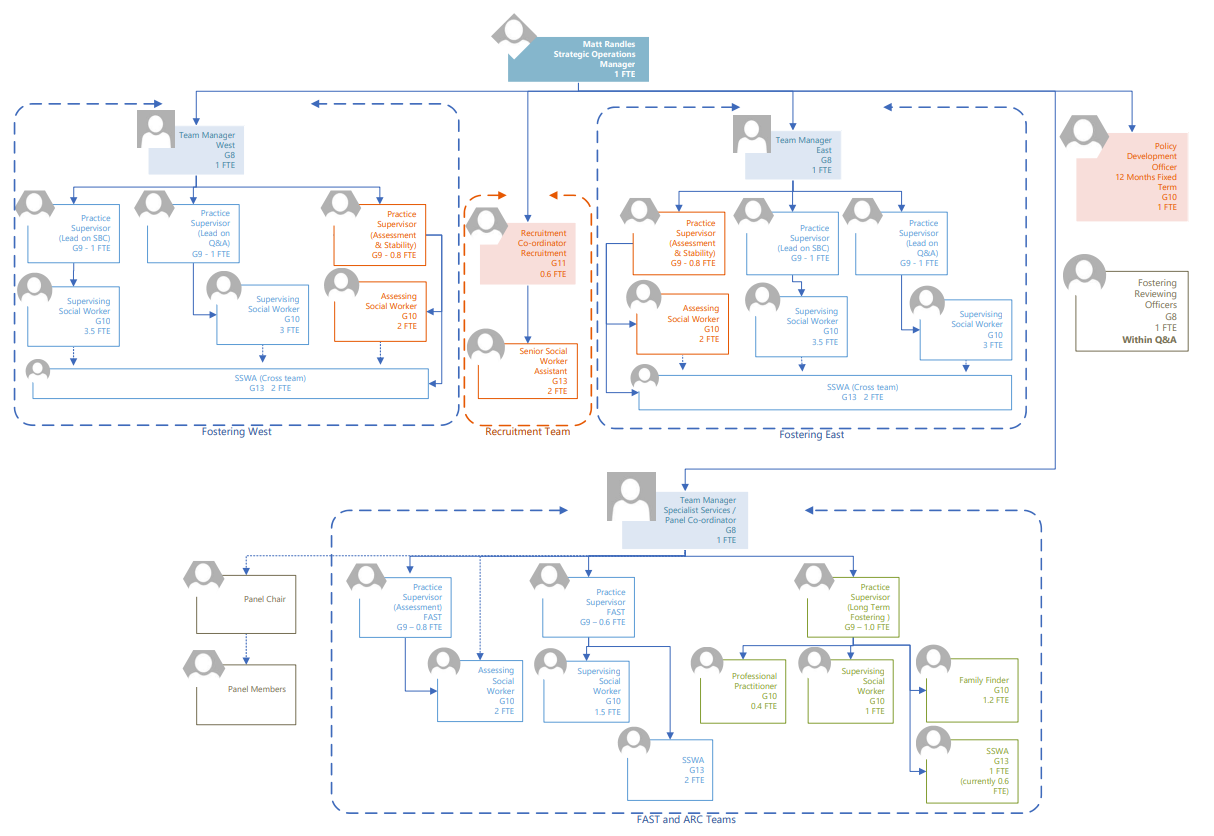 Matt Randles
Strategic Operations
Manager
1 FTE
Team Manager
West
G8
1 FTE
Practice
Supervisor
(Lead on SBC)
G9 - 1 FTE
Practice
Supervisor
(Lead on
Q&A)
G9 - 1 FTE
Practice
Supervisor
(Assessment
& Stability)
G9 - 0.8 FTE
Supervising
Social Worker
G10
3.5 FTE
Supervising
Social Worker
G10
3 FTE
Assessing
Social Worker
G10
2 FTE
SSWA (Cross team)
G13 2 FTE
Fostering West
Recruitment
Co-ordinator
Recruitment
G11
0.6 FTE
Senior Social
Worker
Assistant
G13
2 FTE
Recruitment Team
Team Manager
East
G8
1 FTE
Practice
Supervisor
(Assessment
& Stability)
G9 - 0.8 FTE
Practice
Supervisor
(Lead on SBC)
G9 - 1 FTE
Practice
Supervisor
(Lead on
Q&A)
G9 - 1 FTE
Assessing
Social Worker
G10
2 FTE
Supervising
Social Worker
G10
3.5 FTE
Supervising
Social Worker
G10
3 FTE
SSWA (Cross team)
G13 2 FTE
Fostering East
Policy
Development
Officer
12 Months Fixed
Term
G10
1 FTE
Fostering
Reviewing
Officers
G8
1 FTE
Within Q&A
Team Manager
Specialist Services /
Panel Co-ordinator
G8
1 FTE
Panel Chair
Panel Members
Practice
Supervisor
(Assessment)
FAST
G9 – 0.8 FTE
Practice
Supervisor
FAST
G9 – 0.6 FTE
Practice
Supervisor
(Long Term
Fostering )
G9 – 1.0 FTE
Assessing
Social
Worker
G10
2 FTE
Supervising
Social
Worker
G10
1.5 FTE
SSWA
G13
2 FTE
Professional
Practitioner
G10
0.4 FTE
Supervising
Social
Worker
G10
1 FTE
Family Finder
G10
1.2 FTE
SSWA
G13
1 FTE
(currently 0.6
FTE)
FAST and ARC Teams